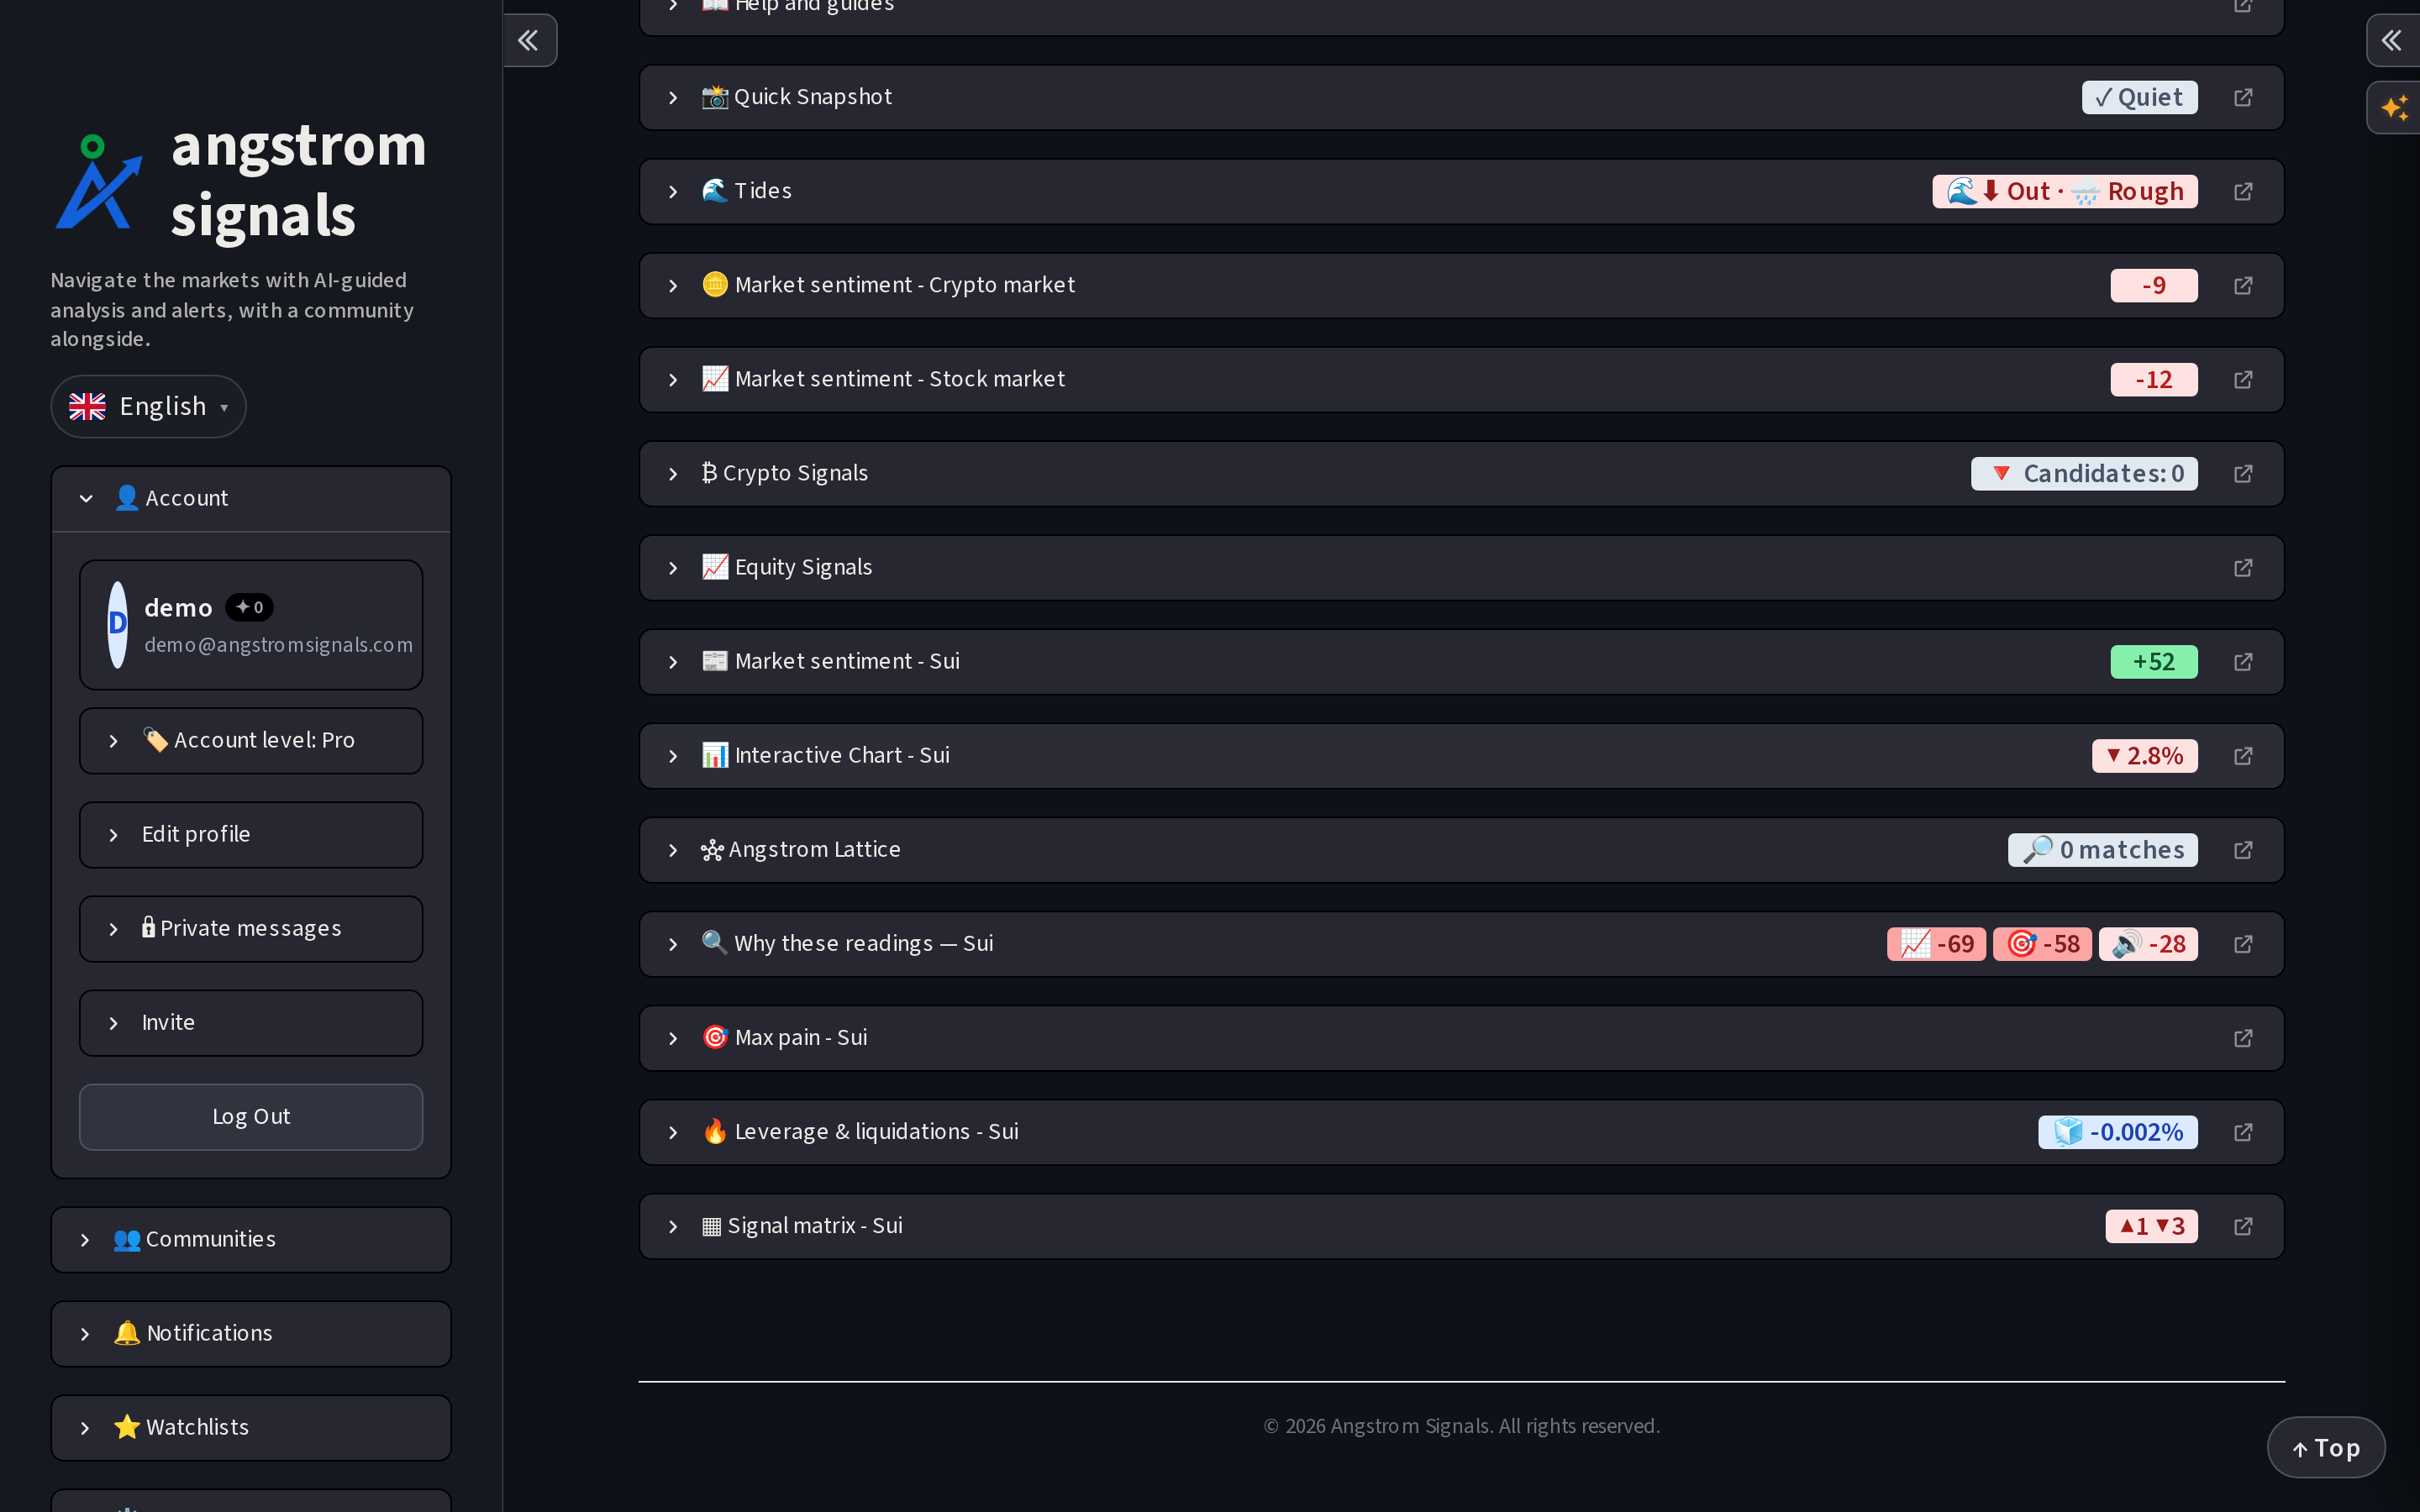 angstrom
signals
Navigate the markets with AI-guided
analysis and alerts, with a community
alongside.
English ▾
👤 Account
D
demo ✦ 0
demo@angstromsignals.com
🏷️ Account level: Pro
Edit profile
🔒 Private messages
Invite
Log Out
👥 Communities
🔔 Notifications
⭐ Watchlists
📖 Help and guides
📸 Quick Snapshot
✓ Quiet
🌊 Tides
🌊⬇ Out · 🌧️ Rough
🪙 Market sentiment - Crypto market
-9
📈 Market sentiment - Stock market
-12
₿ Crypto Signals
🔻 Candidates: 0
📈 Equity Signals
📰 Market sentiment - Sui
+52
📊 Interactive Chart - Sui
▼ 2.8%
Angstrom Lattice
🔎 0 matches
🔍 Why these readings — Sui
📈 -69 🎯 -58 🔊 -28
🎯 Max pain - Sui
🔥 Leverage & liquidations - Sui
🧊 -0.002%
▦ Signal matrix - Sui
▲1 ▼3
© 2026 Angstrom Signals. All rights reserved.
↑ Top